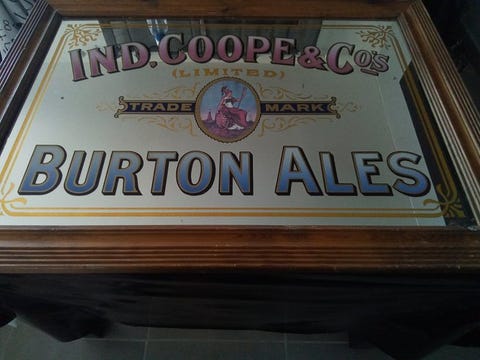 IND. COOPE & CO'S
(LIMITED)
TRADE MARK
BURTON ALES